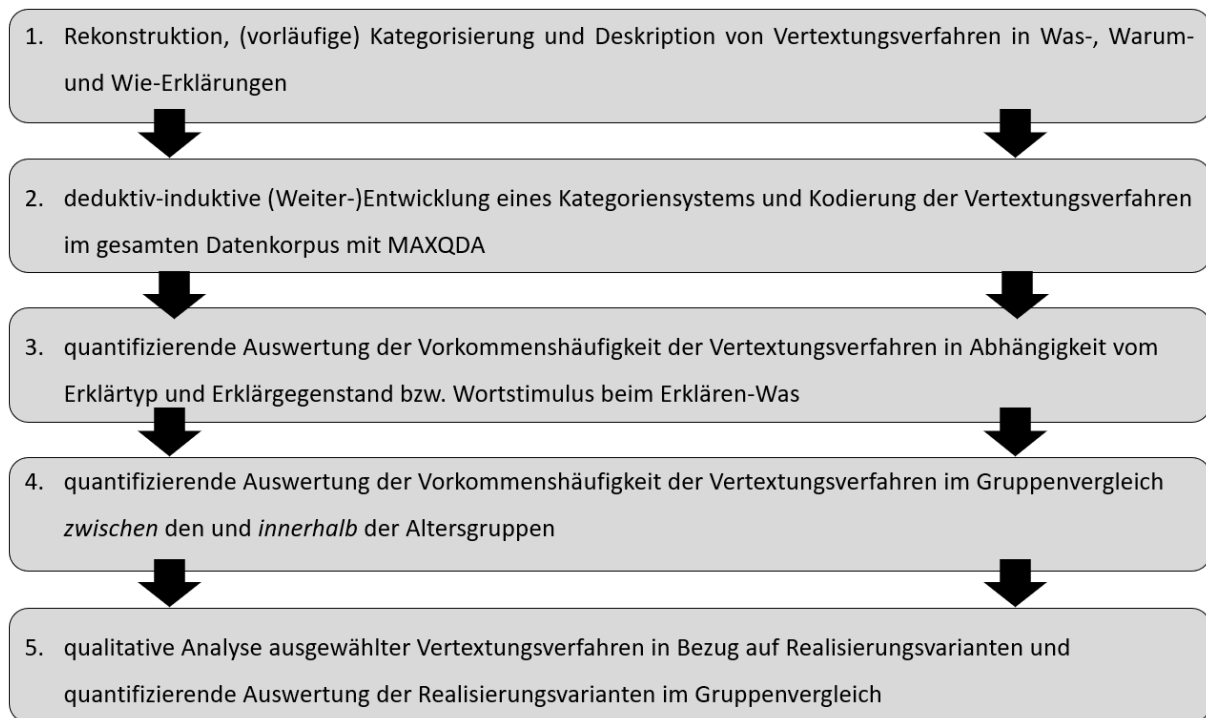 1. Rekonstruktion, (vorläufige) Kategorisierung und Deskription von Vertextungsverfahren in Was-, Warum-
und Wie-Erklärungen
2. deduktiv-induktive (Weiter-)Entwicklung eines Kategoriensystems und Kodierung der Vertextungsverfahren
im gesamten Datenkorpus mit MAXQDA
3. quantifizierende Auswertung der Vorkommenshäufigkeit der Vertextungsverfahren in Abhängigkeit vom
Erklärtyp und Erklärgegenstand bzw. Wortstimulus beim Erklären-Was
4. quantifizierende Auswertung der Vorkommenshäufigkeit der Vertextungsverfahren im Gruppenvergleich
zwischen den und innerhalb der Altersgruppen
5. qualitative Analyse ausgewählter Vertextungsverfahren in Bezug auf Realisierungsvarianten und
quantifizierende Auswertung der Realisierungsvarianten im Gruppenvergleich